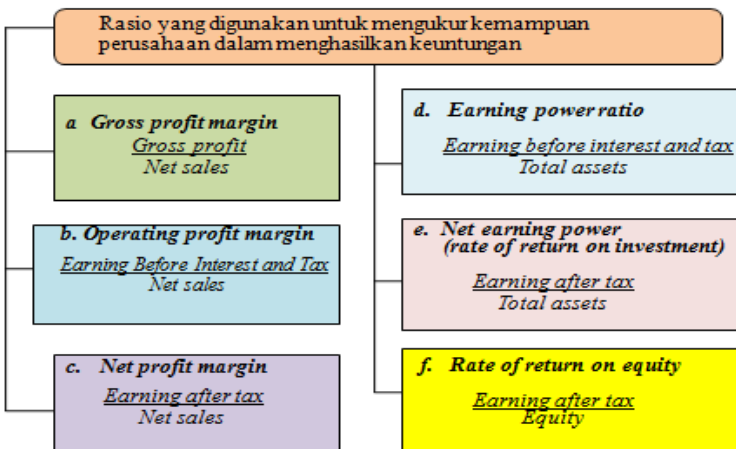 Rasio yang digunakan untuk mengukur kemampuan
perusahaan dalam menghasilkan keuntungan
a Gross profit margin
Gross profit
Net sales
b. Operating profit margin
Earning Before Interest and Tax
Net sales
c. Net profit margin
Earning after tax
Net sales
d. Earning power ratio
Earning before interest and tax
Total assets
e. Net earning power
(rate of return on investment)
Earning after tax
Total assets
f. Rate of return on equity
Earning after tax
Equity